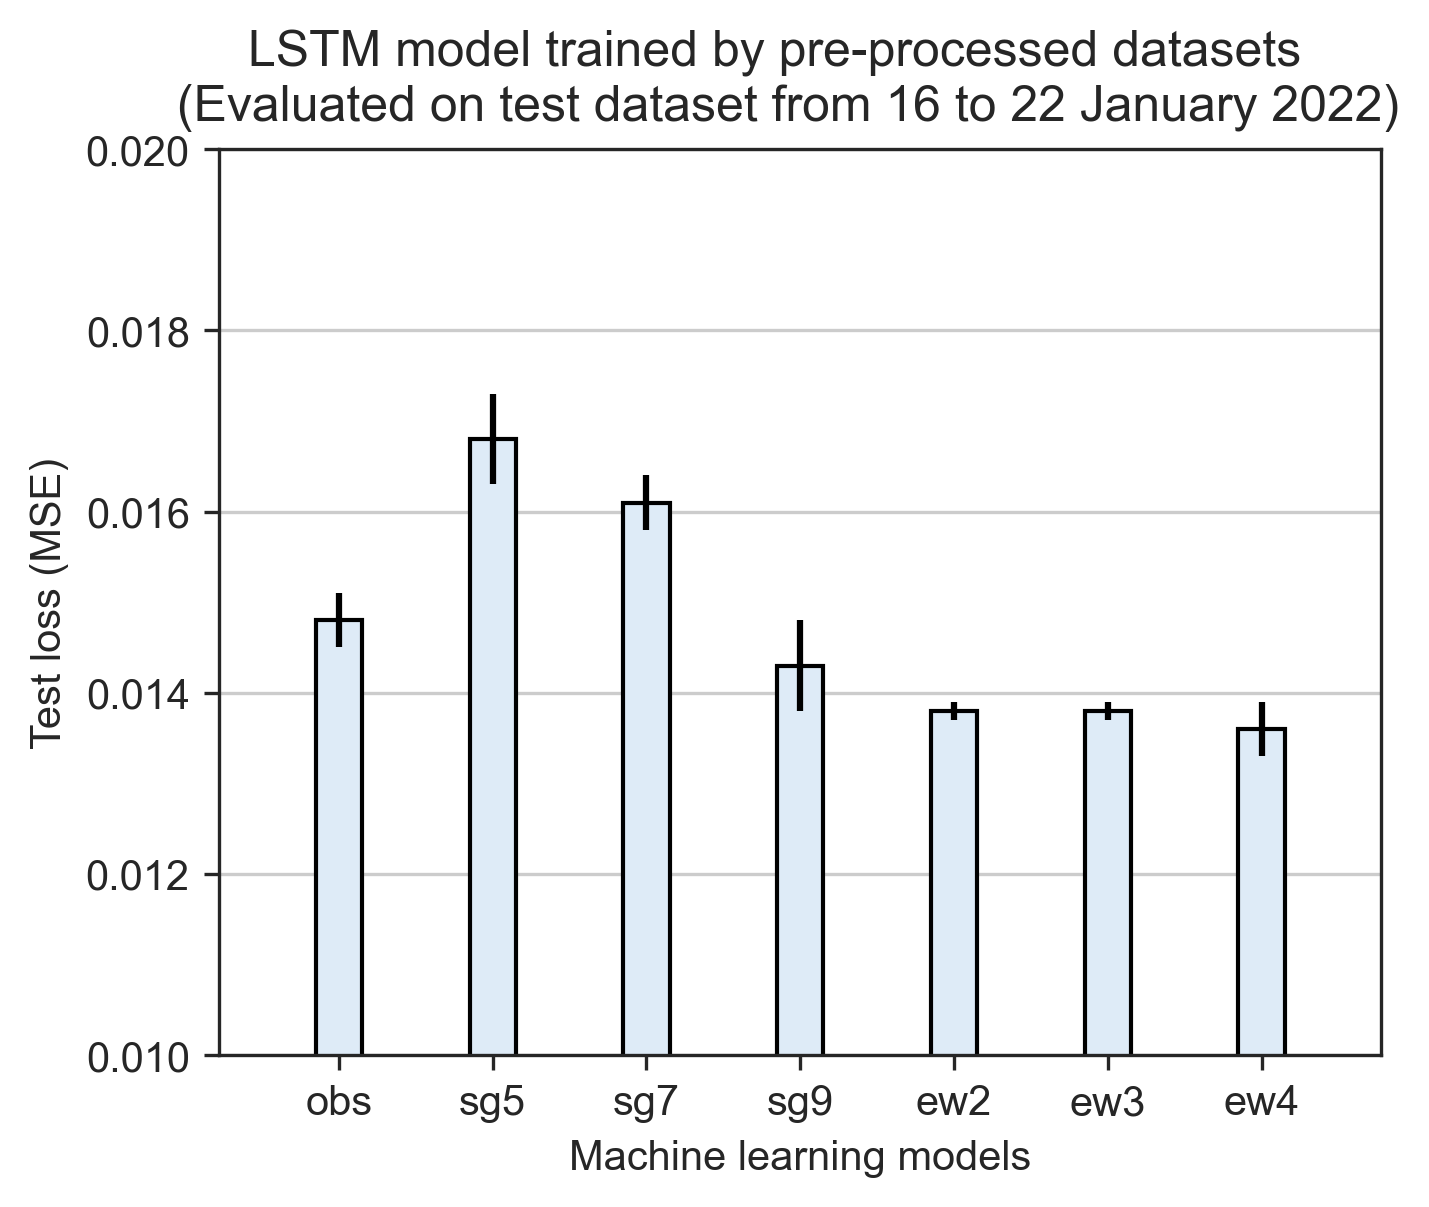 LSTM model trained by pre-processed datasets
(Evaluated on test dataset from 16 to 22 January 2022)
0.020
0.018
0.016
0.014
0.012
0.010
Test loss (MSE)
obs sg5 sg7 sg9 ew2 ew3 ew4
Machine learning models